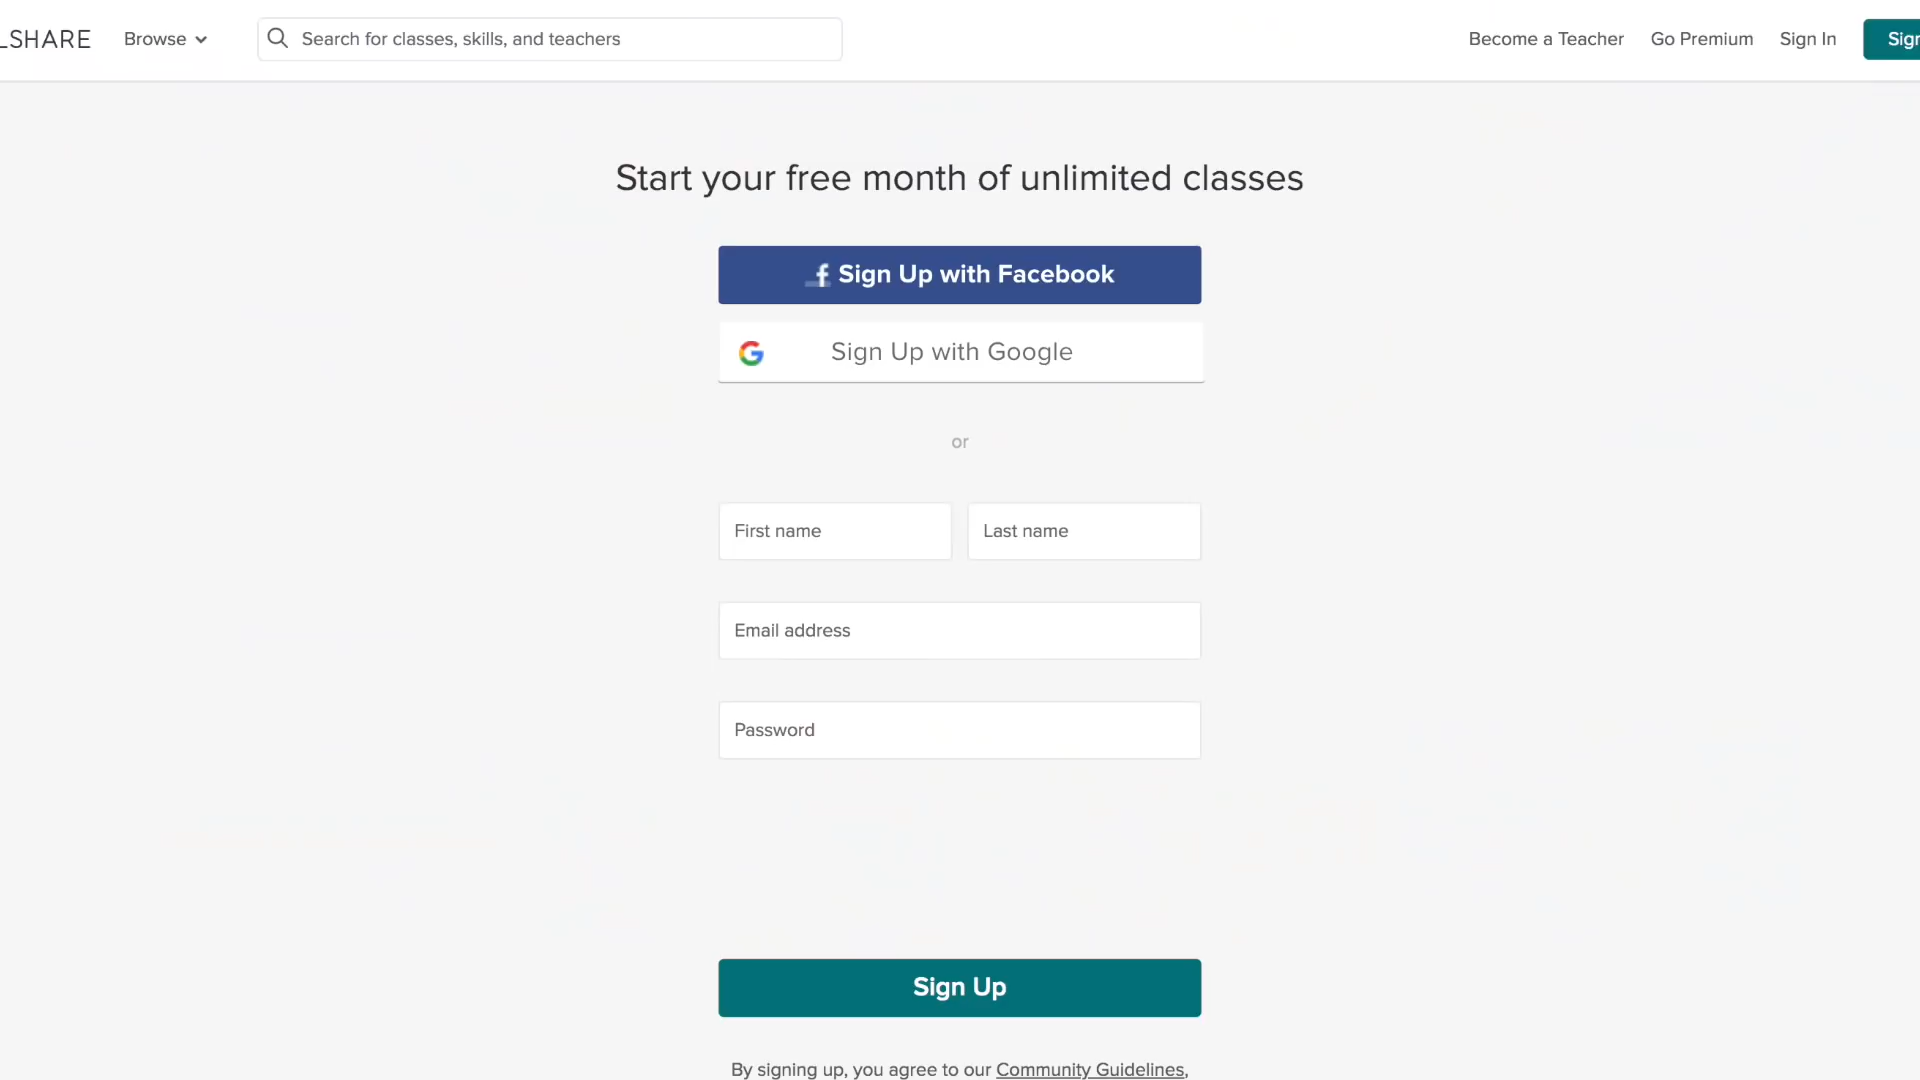 LSHARE Browse Search for classes, skills, and teachers Become a Teacher Go Premium Sign In Sign
Start your free month of unlimited classes
Sign Up with Facebook
Sign Up with Google
or
First name Last name
Email address
Password
Sign Up
By signing up, you agree to our Community Guidelines,